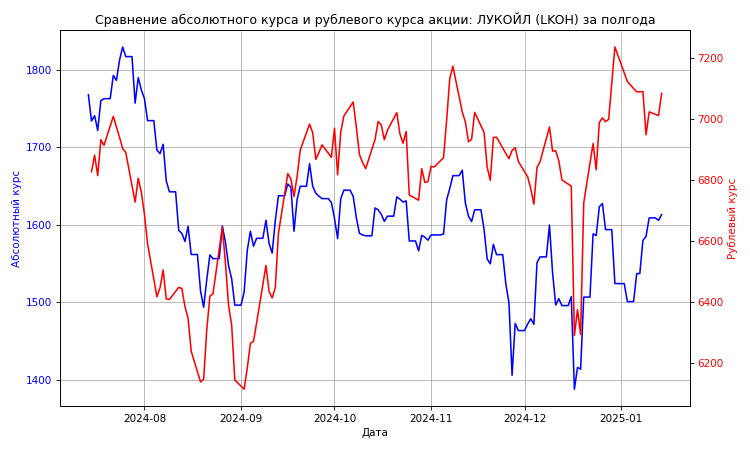 Сравнение абсолютного курса и рублевого курса акции: ЛУКОЙЛ (LKOH) за полгода
Абсолютный курс
1800
1700
1600
1500
1400
7200
7000
6800
6600
6400
6200
Рублевый курс
2024-08 2024-09 2024-10 2024-11 2024-12 2025-01
Дата